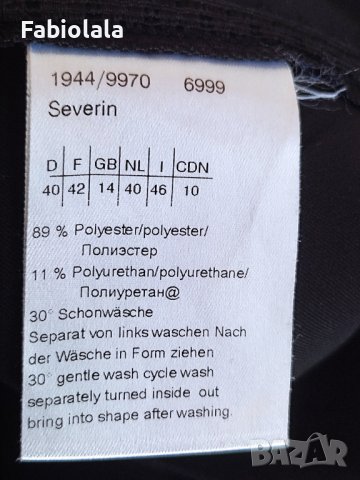 Fabiolala
1944/9970 6999
Severin
D F GB NL I CDN
40 42 14 40 46 10
89 % Polyester/polyester/
Полиэстер
11 % Polyurethan/polyurethane/
Полиуретан@
30° Schonwäsche
Separat von links waschen Nach
der Wäsche in Form ziehen
30° gentle wash cycle wash
separately turned inside out
bring into shape after washing.
BAZAR